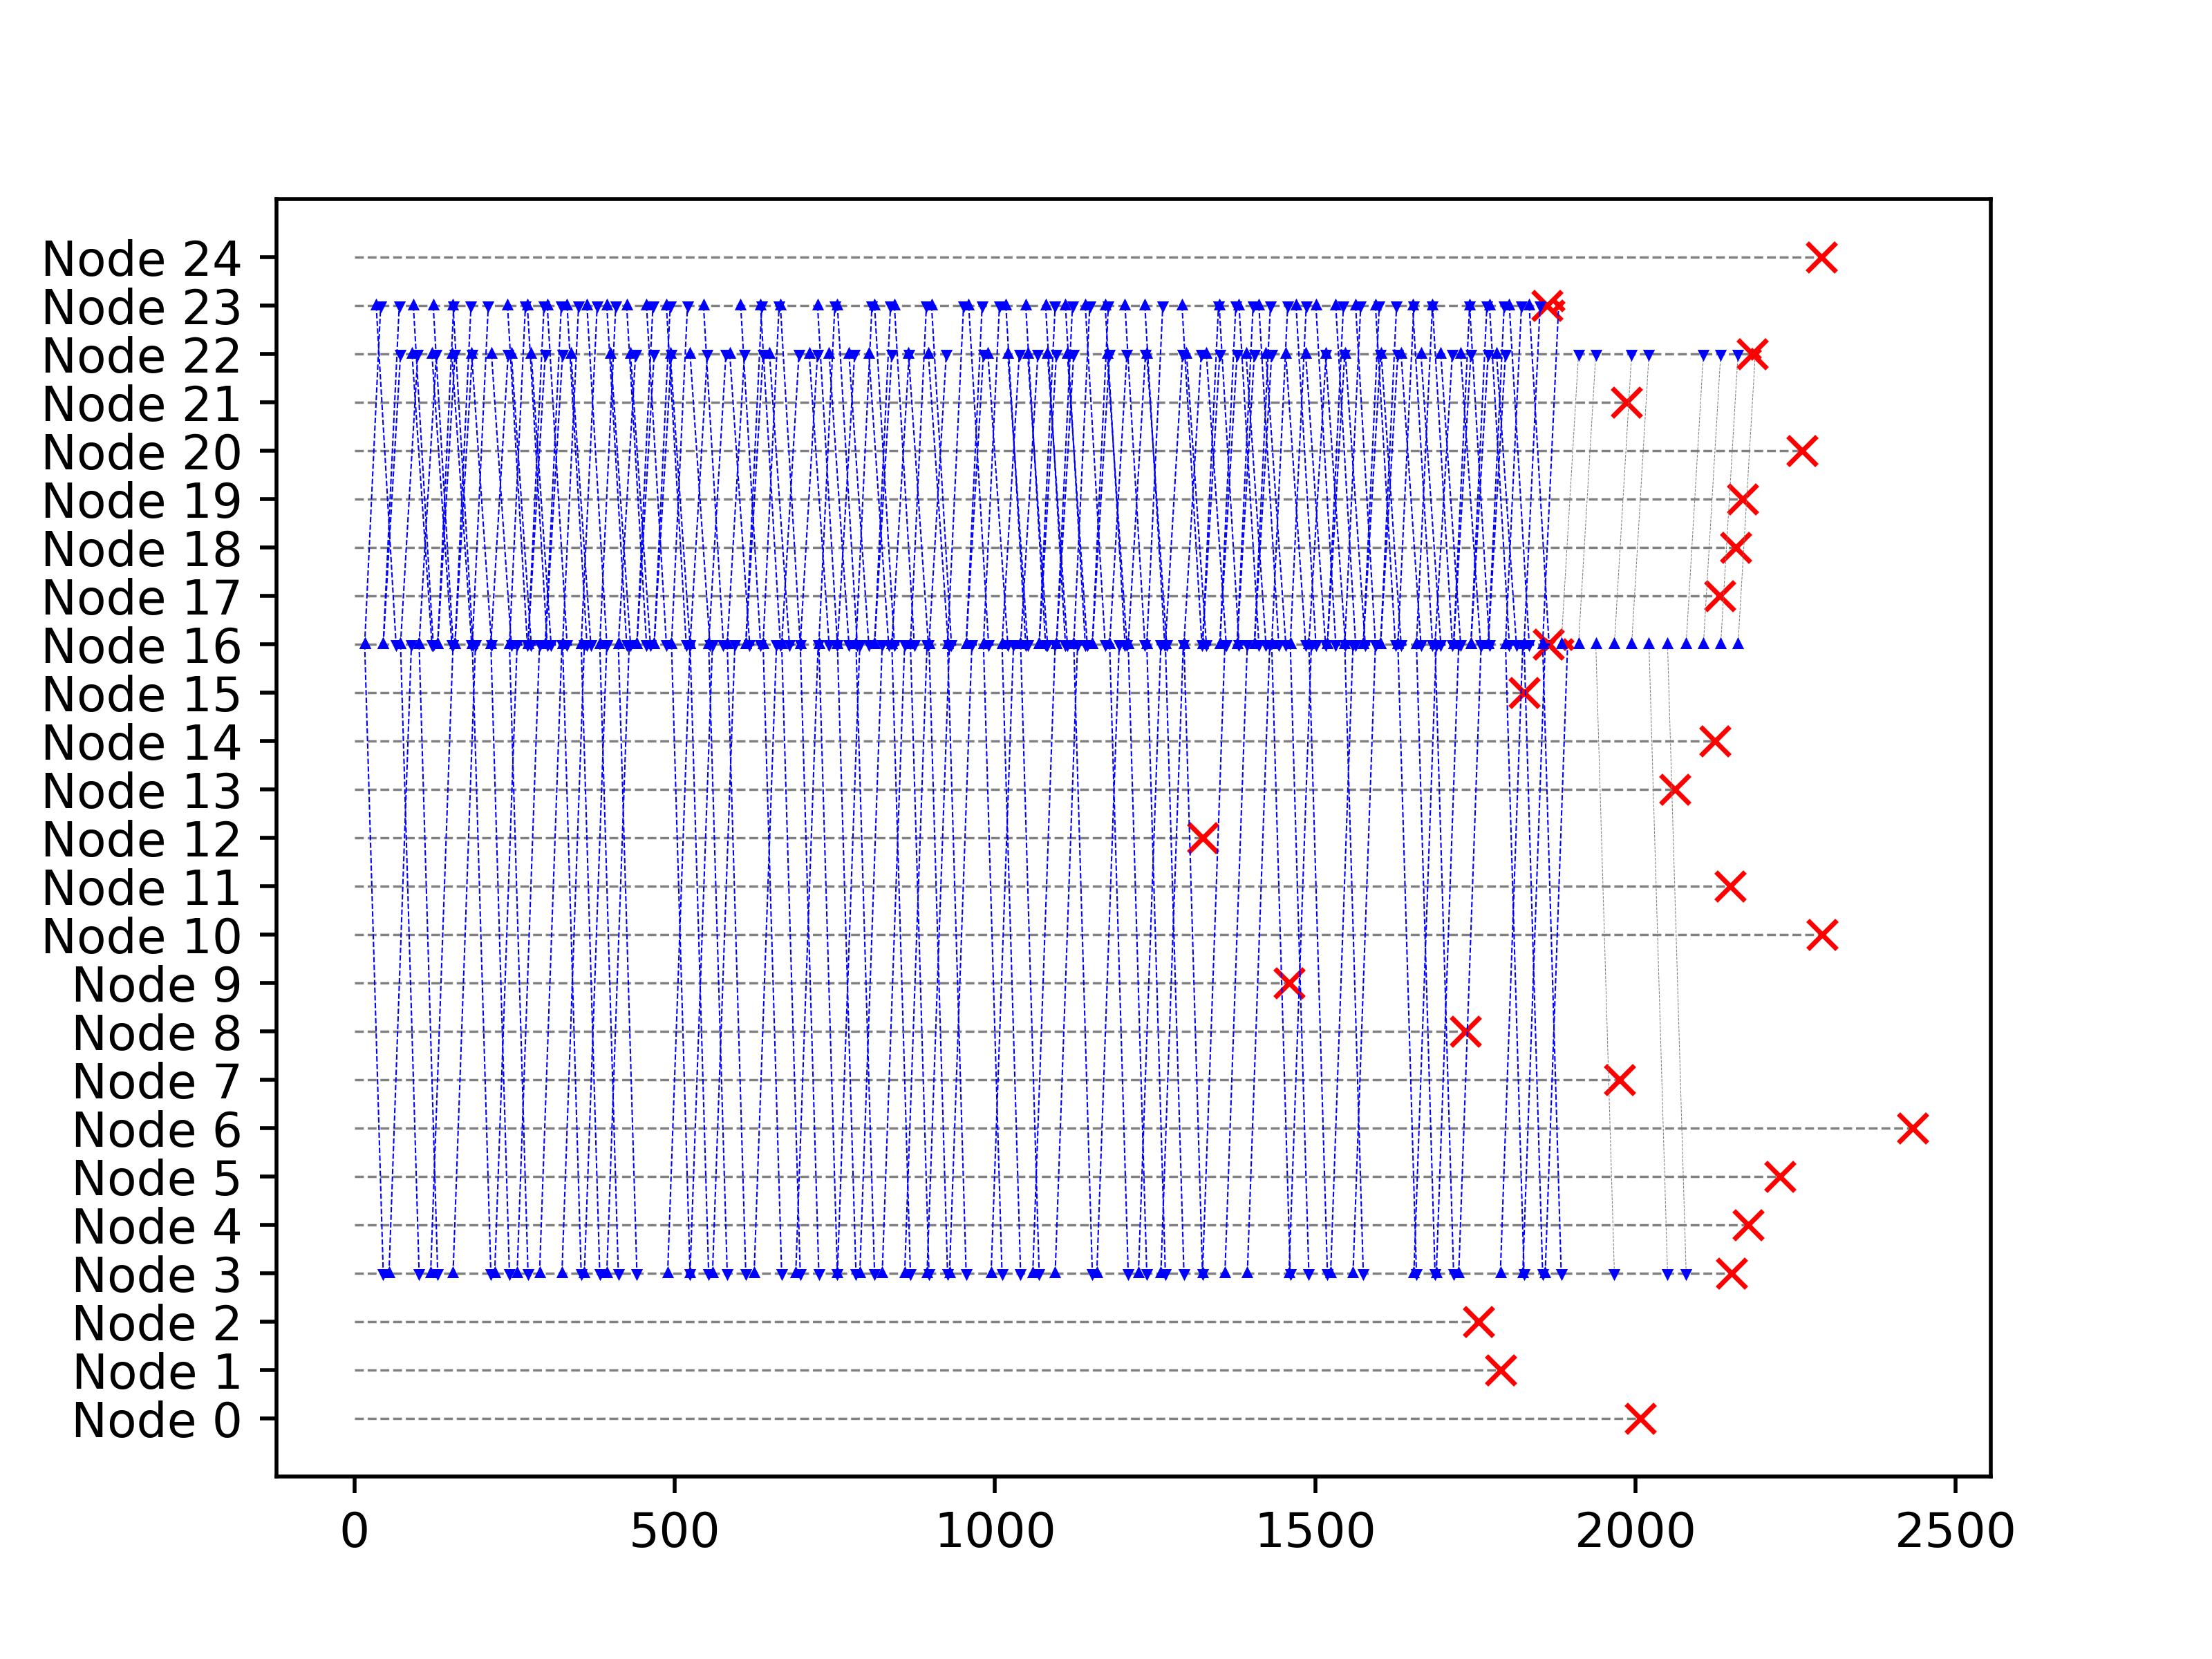 Node 24
Node 23
Node 22
Node 21
Node 20
Node 19
Node 18
Node 17
Node 16
Node 15
Node 14
Node 13
Node 12
Node 11
Node 10
Node 9
Node 8
Node 7
Node 6
Node 5
Node 4
Node 3
Node 2
Node 1
Node 0
0 500 1000 1500 2000 2500